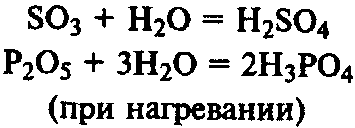 SO₃ + H₂O = H₂SO₄
P₂O₅ + 3H₂O = 2H₃PO₄
(при нагревании)